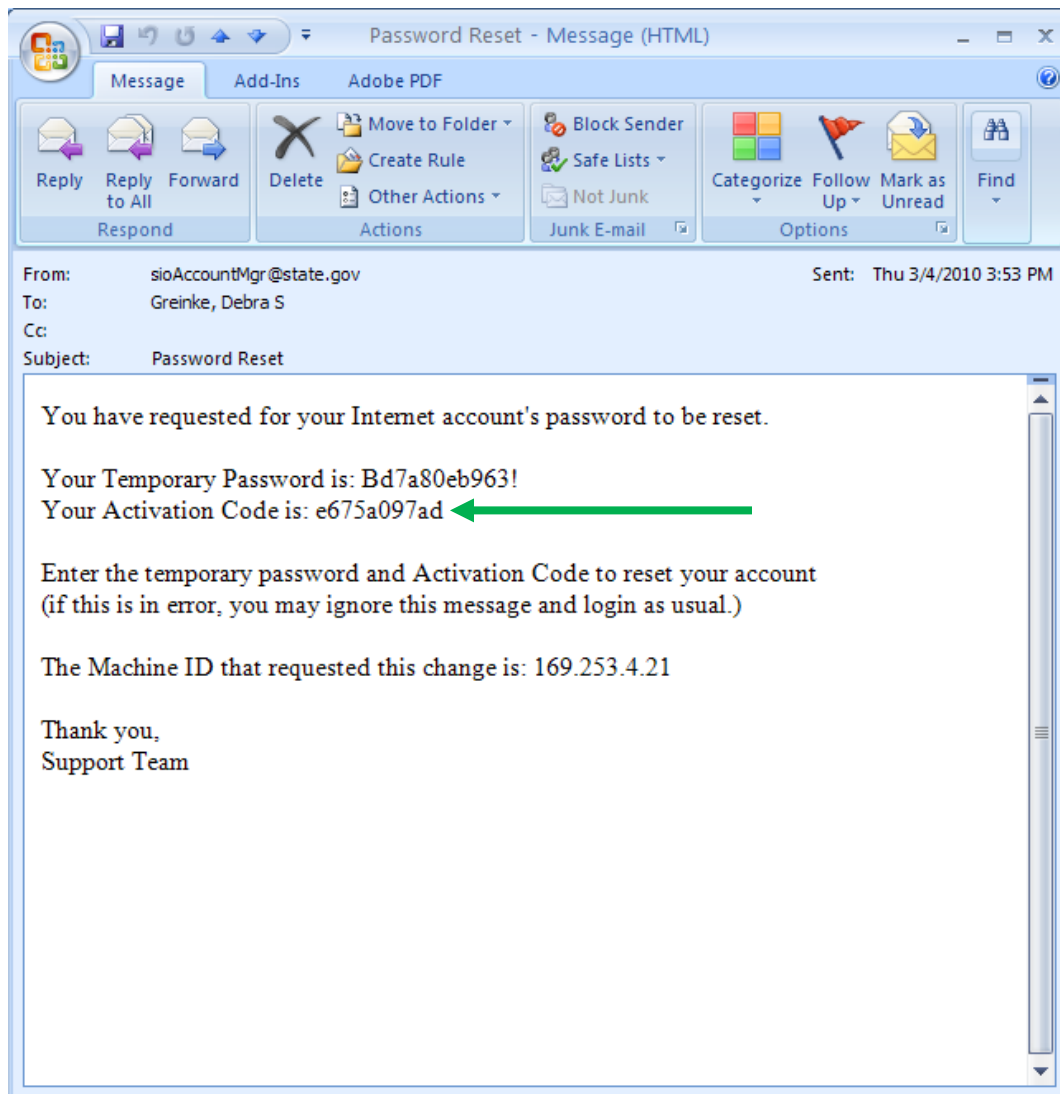 Password Reset - Message (HTML)
Message Add-Ins Adobe PDF
Reply
Reply to All
Forward
Respond
Delete
Move to Folder
Create Rule
Other Actions
Actions
Block Sender
Safe Lists
Not Junk
Junk E-mail
Categorize
Follow Up
Mark as Unread
Options
Find
From: sioAccountMgr@state.gov Sent: Thu 3/4/2010 3:53 PM
To: Greinke, Debra S
Cc:
Subject: Password Reset
You have requested for your Internet account's password to be reset.
Your Temporary Password is: Bd7a80eb963!
Your Activation Code is: e675a097ad
Enter the temporary password and Activation Code to reset your account
(if this is in error, you may ignore this message and login as usual.)
The Machine ID that requested this change is: 169.253.4.21
Thank you,
Support Team